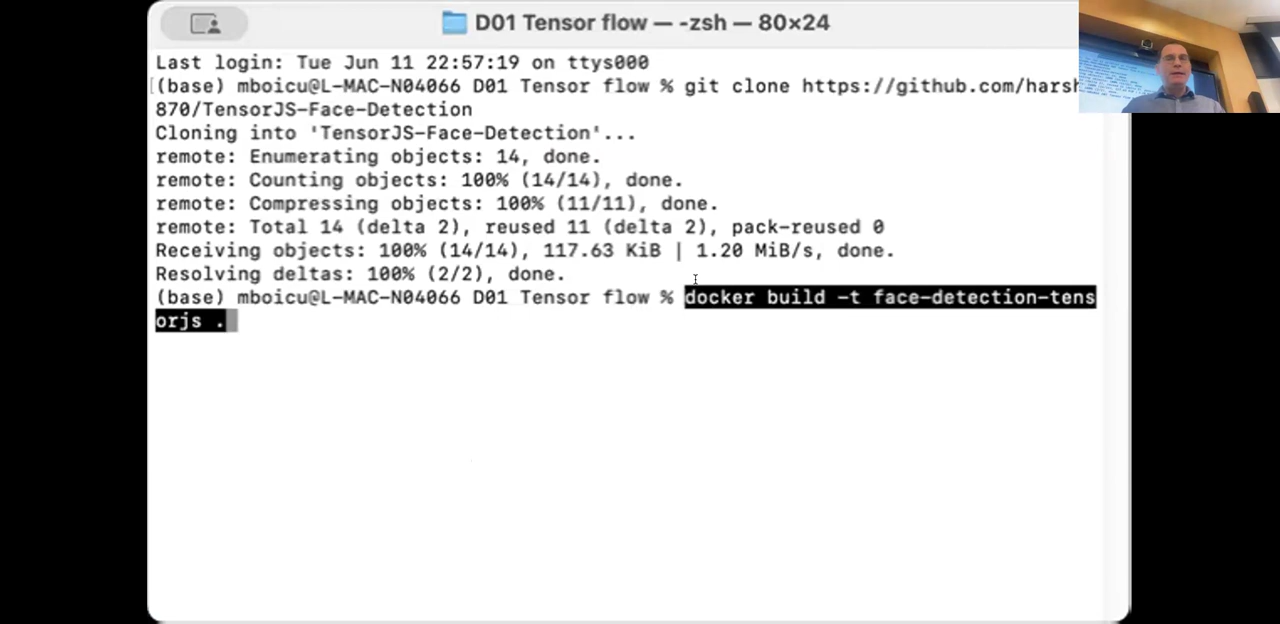 D01 Tensor flow — -zsh — 80×24
Last login: Tue Jun 11 22:57:19 on ttys000
[(base) mboicu@L-MAC-N04066 D01 Tensor flow % git clone https://github.com/harsh
870/TensorJS-Face-Detection
Cloning into 'TensorJS-Face-Detection'...
remote: Enumerating objects: 14, done.
remote: Counting objects: 100% (14/14), done.
remote: Compressing objects: 100% (11/11), done.
remote: Total 14 (delta 2), reused 11 (delta 2), pack-reused 0
Receiving objects: 100% (14/14), 117.63 KiB | 1.20 MiB/s, done.
Resolving deltas: 100% (2/2), done.
(base) mboicu@L-MAC-N04066 D01 Tensor flow % docker build -t face-detection-tens
orjs .